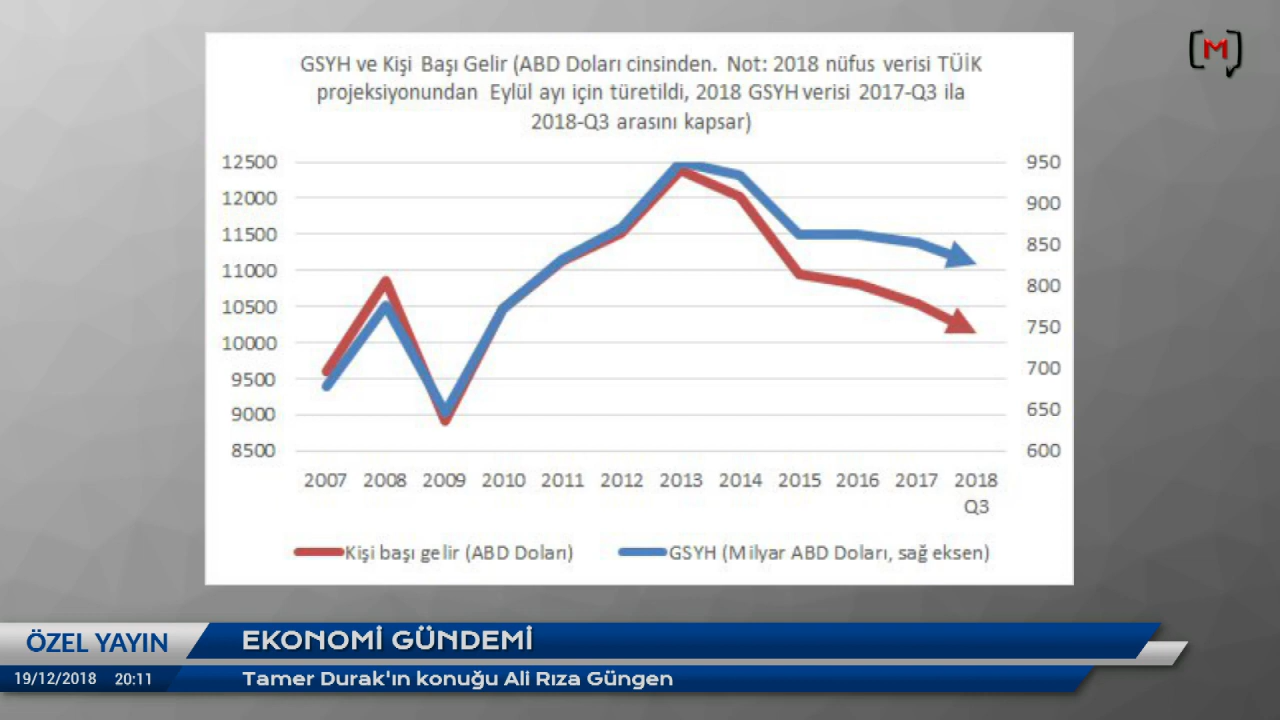 GSYH ve Kişi Başı Gelir (ABD Doları cinsinden. Not: 2018 nüfus verisi TÜİK
projeksiyonundan Eylül ayı için türetildi, 2018 GSYH verisi 2017-Q3 ila
2018-Q3 arasını kapsar)
12500 950
12000 900
11500 850
11000 800
10500 750
10000 700
9500 650
9000 600
8500
2007 2008 2009 2010 2011 2012 2013 2014 2015 2016 2017 2018
Q3
Kişi başı gelir (ABD Doları) GSYH (Milyar ABD Doları, sağ eksen)
M
ÖZEL YAYIN EKONOMİ GÜNDEMİ
19/12/2018 20:11 Tamer Durak'ın konuğu Ali Rıza Güngen